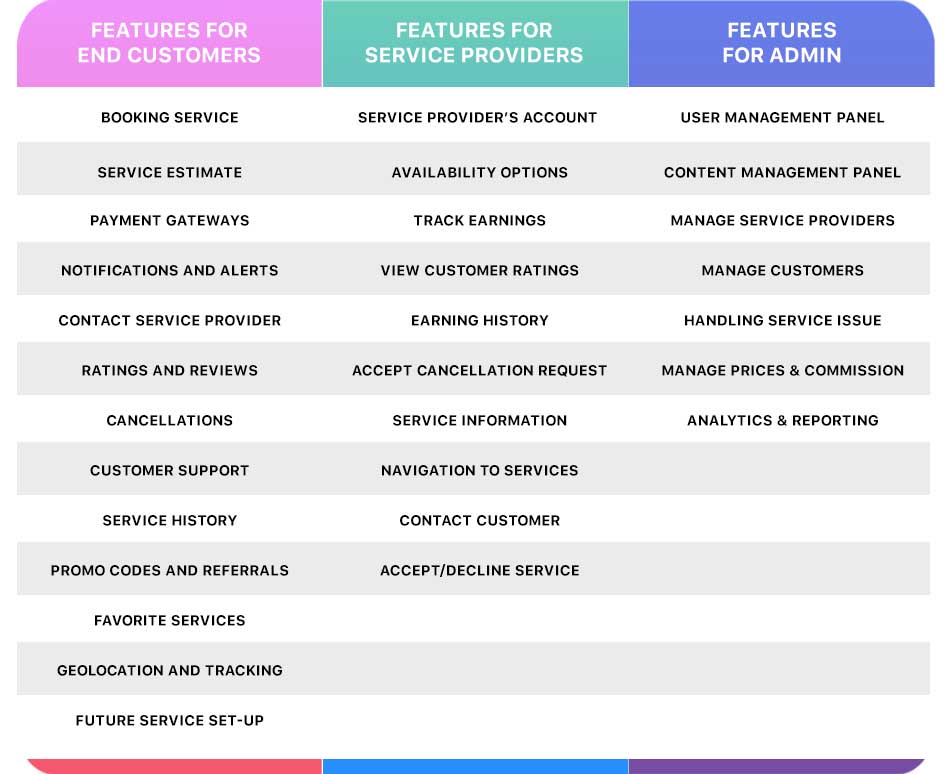 FEATURES FOR
END CUSTOMERS
FEATURES FOR
SERVICE PROVIDERS
FEATURES
FOR ADMIN
BOOKING SERVICE
SERVICE PROVIDER’S ACCOUNT
USER MANAGEMENT PANEL
SERVICE ESTIMATE
AVAILABILITY OPTIONS
CONTENT MANAGEMENT PANEL
PAYMENT GATEWAYS
TRACK EARNINGS
MANAGE SERVICE PROVIDERS
NOTIFICATIONS AND ALERTS
VIEW CUSTOMER RATINGS
MANAGE CUSTOMERS
CONTACT SERVICE PROVIDER
EARNING HISTORY
HANDLING SERVICE ISSUE
RATINGS AND REVIEWS
ACCEPT CANCELLATION REQUEST
MANAGE PRICES & COMMISSION
CANCELLATIONS
SERVICE INFORMATION
ANALYTICS & REPORTING
CUSTOMER SUPPORT
NAVIGATION TO SERVICES
SERVICE HISTORY
CONTACT CUSTOMER
PROMO CODES AND REFERRALS
ACCEPT/DECLINE SERVICE
FAVORITE SERVICES
GEOLOCATION AND TRACKING
FUTURE SERVICE SET-UP